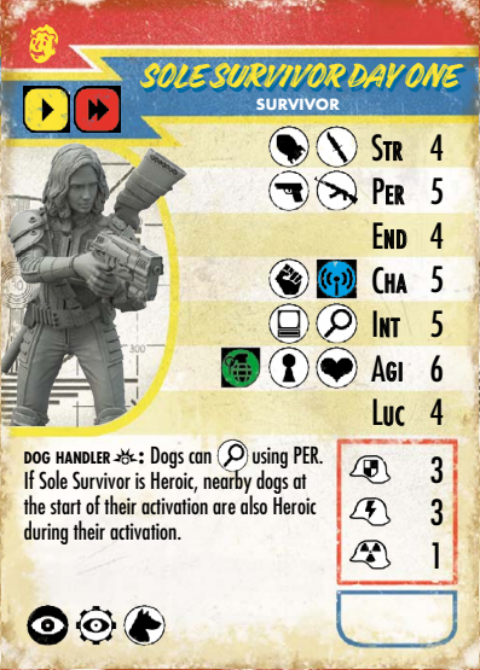 SOLE SURVIVOR DAY ONE
SURVIVOR
STR 4
PER 5
END 4
CHA 5
INT 5
AGI 6
LUC 4
300
DOG HANDLER : Dogs can using PER.
If Sole Survivor is Heroic, nearby dogs at
the start of their activation are also Heroic
during their activation.
3
3
1